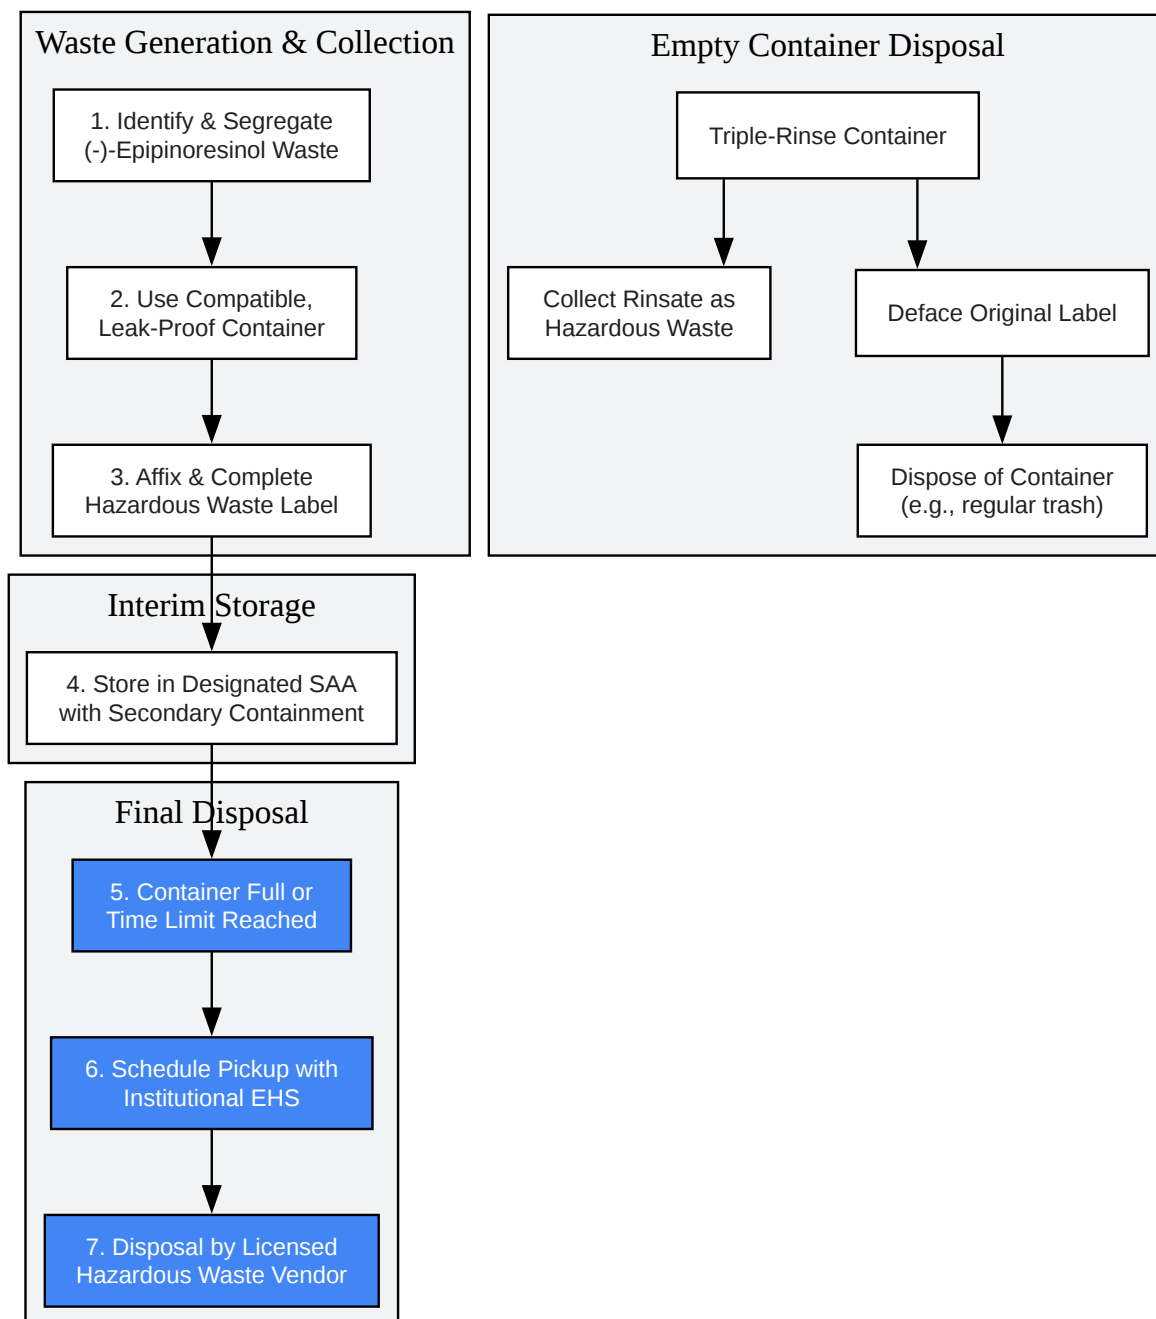 Waste Generation & Collection
1. Identify & Segregate
(-)-Epipinoresinol Waste
2. Use Compatible,
Leak-Proof Container
3. Affix & Complete
Hazardous Waste Label
Interim Storage
4. Store in Designated SAA
with Secondary Containment
Final Disposal
5. Container Full or
Time Limit Reached
6. Schedule Pickup with
Institutional EHS
7. Disposal by Licensed
Hazardous Waste Vendor
Empty Container Disposal
Triple-Rinse Container
Collect Rinsate as
Hazardous Waste
Deface Original Label
Dispose of Container
(e.g., regular trash)